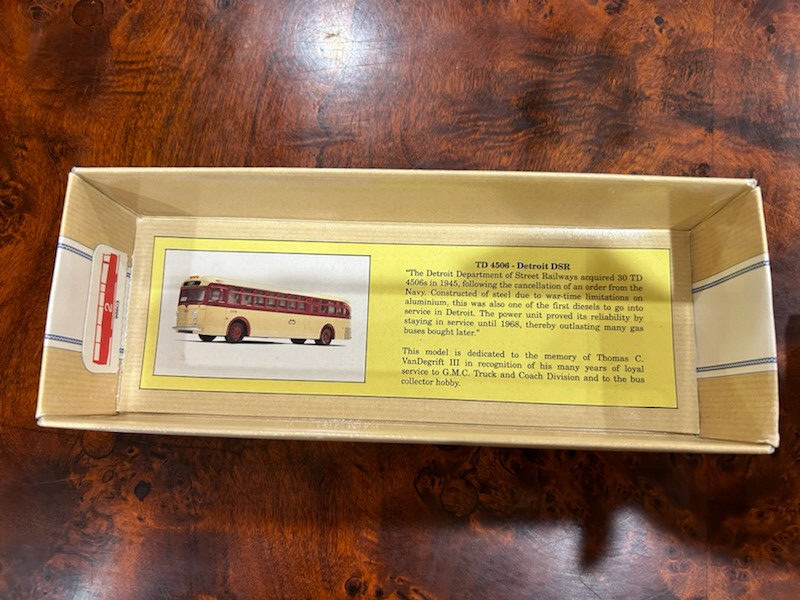 TD 4506 - Detroit DSR
"The Detroit Department of Street Railways acquired 30 TD
4506s in 1945, following the cancellation of an order from the
Navy. Constructed of steel due to war-time limitations on
aluminium, this was also one of the first diesels to go into
service in Detroit. The power unit proved its reliability by
staying in service until 1968, thereby outlasting many gas
buses bought later."
This model is dedicated to the memory of Thomas C.
VanDegrift III in recognition of his many years of loyal
service to G.M.C. Truck and Coach Division and to the bus
collector hobby.